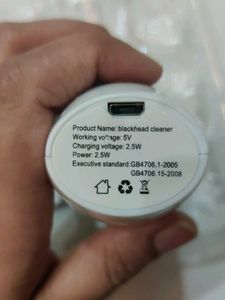 Product Name: blackhead cleaner
Working voltage: 5V
Charging voltage: 2.5W
Power: 2.5W
Executive standard:GB4706.1-2005
GB4706.15-2008